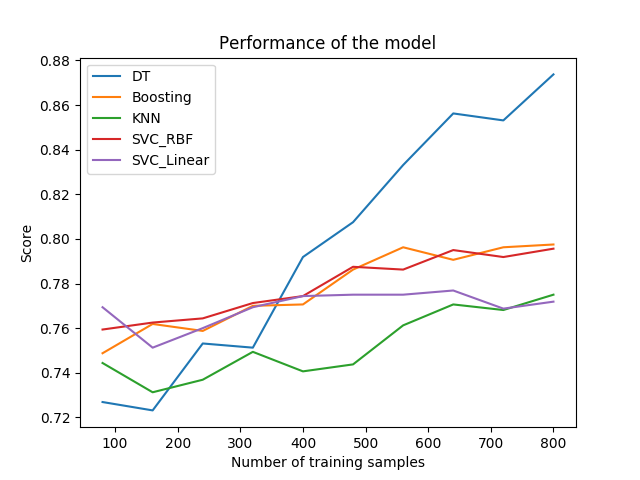 Performance of the model
0.88
0.86
0.84
0.82
0.80
0.78
0.76
0.74
0.72
Score
DT
Boosting
KNN
SVC_RBF
SVC_Linear
100 200 300 400 500 600 700 800
Number of training samples